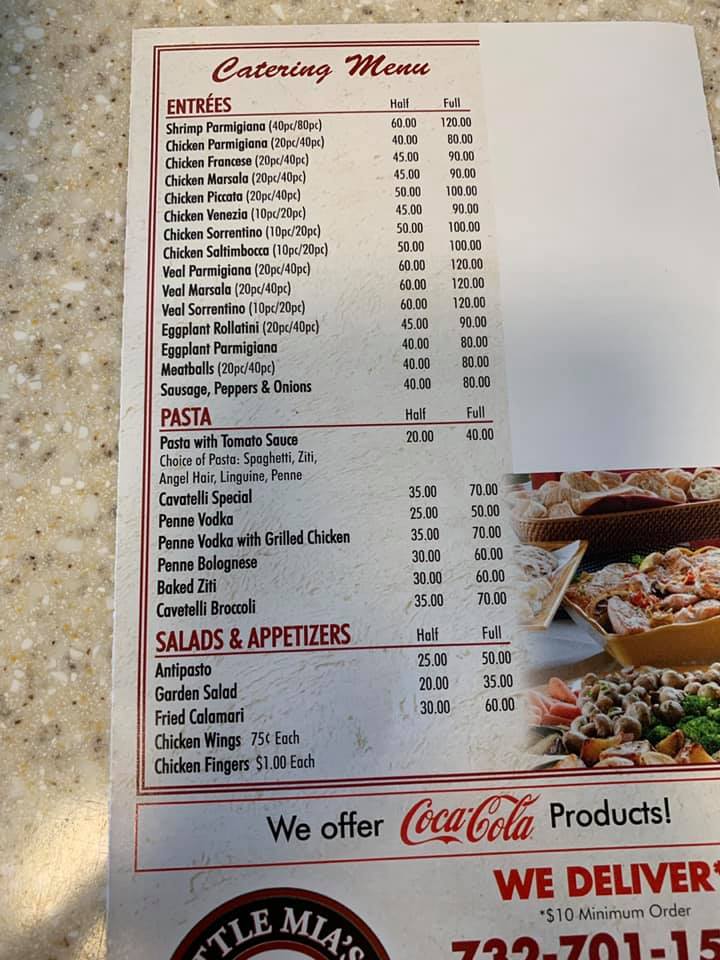 Catering Menu
ENTRÉES Half Full
Shrimp Parmigiana (40pc/80pc) 60.00 120.00
Chicken Parmigiana (20pc/40pc) 40.00 80.00
Chicken Francese (20pc/40pc) 45.00 90.00
Chicken Marsala (20pc/40pc) 45.00 90.00
Chicken Piccata (20pc/40pc) 50.00 100.00
Chicken Venezia (10pc/20pc) 45.00 90.00
Chicken Sorrentino (10pc/20pc) 50.00 100.00
Chicken Saltimbocca (10pc/20pc) 50.00 100.00
Veal Parmigiana (20pc/40pc) 60.00 120.00
Veal Marsala (20pc/40pc) 60.00 120.00
Veal Sorrentino (10pc/20pc) 60.00 120.00
Eggplant Rollatini (20pc/40pc) 45.00 90.00
Eggplant Parmigiana 40.00 80.00
Meatballs (20pc/40pc) 40.00 80.00
Sausage, Peppers & Onions 40.00 80.00
PASTA Half Full
Pasta with Tomato Sauce 20.00 40.00
Choice of Pasta: Spaghetti, Ziti,
Angel Hair, Linguine, Penne
Cavatelli Special 35.00 70.00
Penne Vodka 25.00 50.00
Penne Vodka with Grilled Chicken 35.00 70.00
Penne Bolognese 30.00 60.00
Baked Ziti 30.00 60.00
Cavetelli Broccoli 35.00 70.00
SALADS & APPETIZERS Half Full
Antipasto 25.00 50.00
Garden Salad 20.00 35.00
Fried Calamari 30.00 60.00
Chicken Wings 75¢ Each
Chicken Fingers $1.00 Each
We offer Coca-Cola Products!
WE DELIVER*
*$10 Minimum Order
732-701-15
TTLE MIA'S